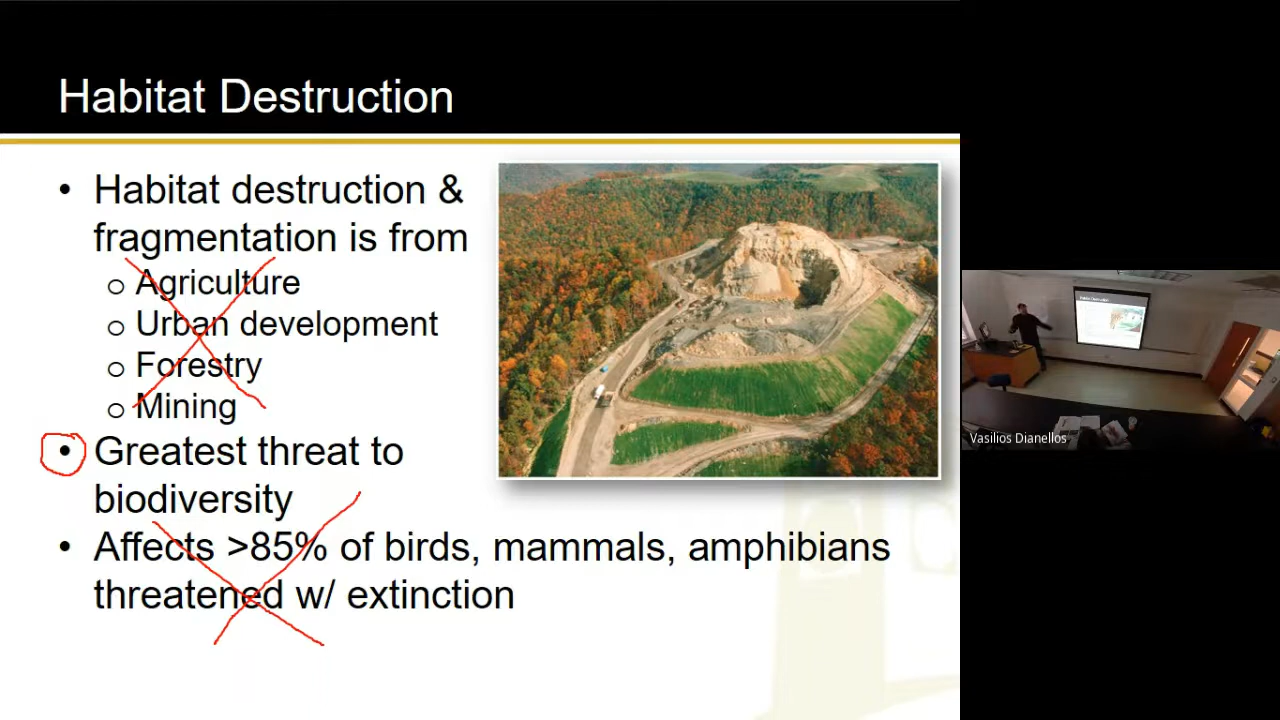 Habitat Destruction
• Habitat destruction &
fragmentation is from
o Agriculture
o Urban development
o Forestry
o Mining
• Greatest threat to
biodiversity
• Affects >85% of birds, mammals, amphibians
threatened w/ extinction
Vasilios Dianellos